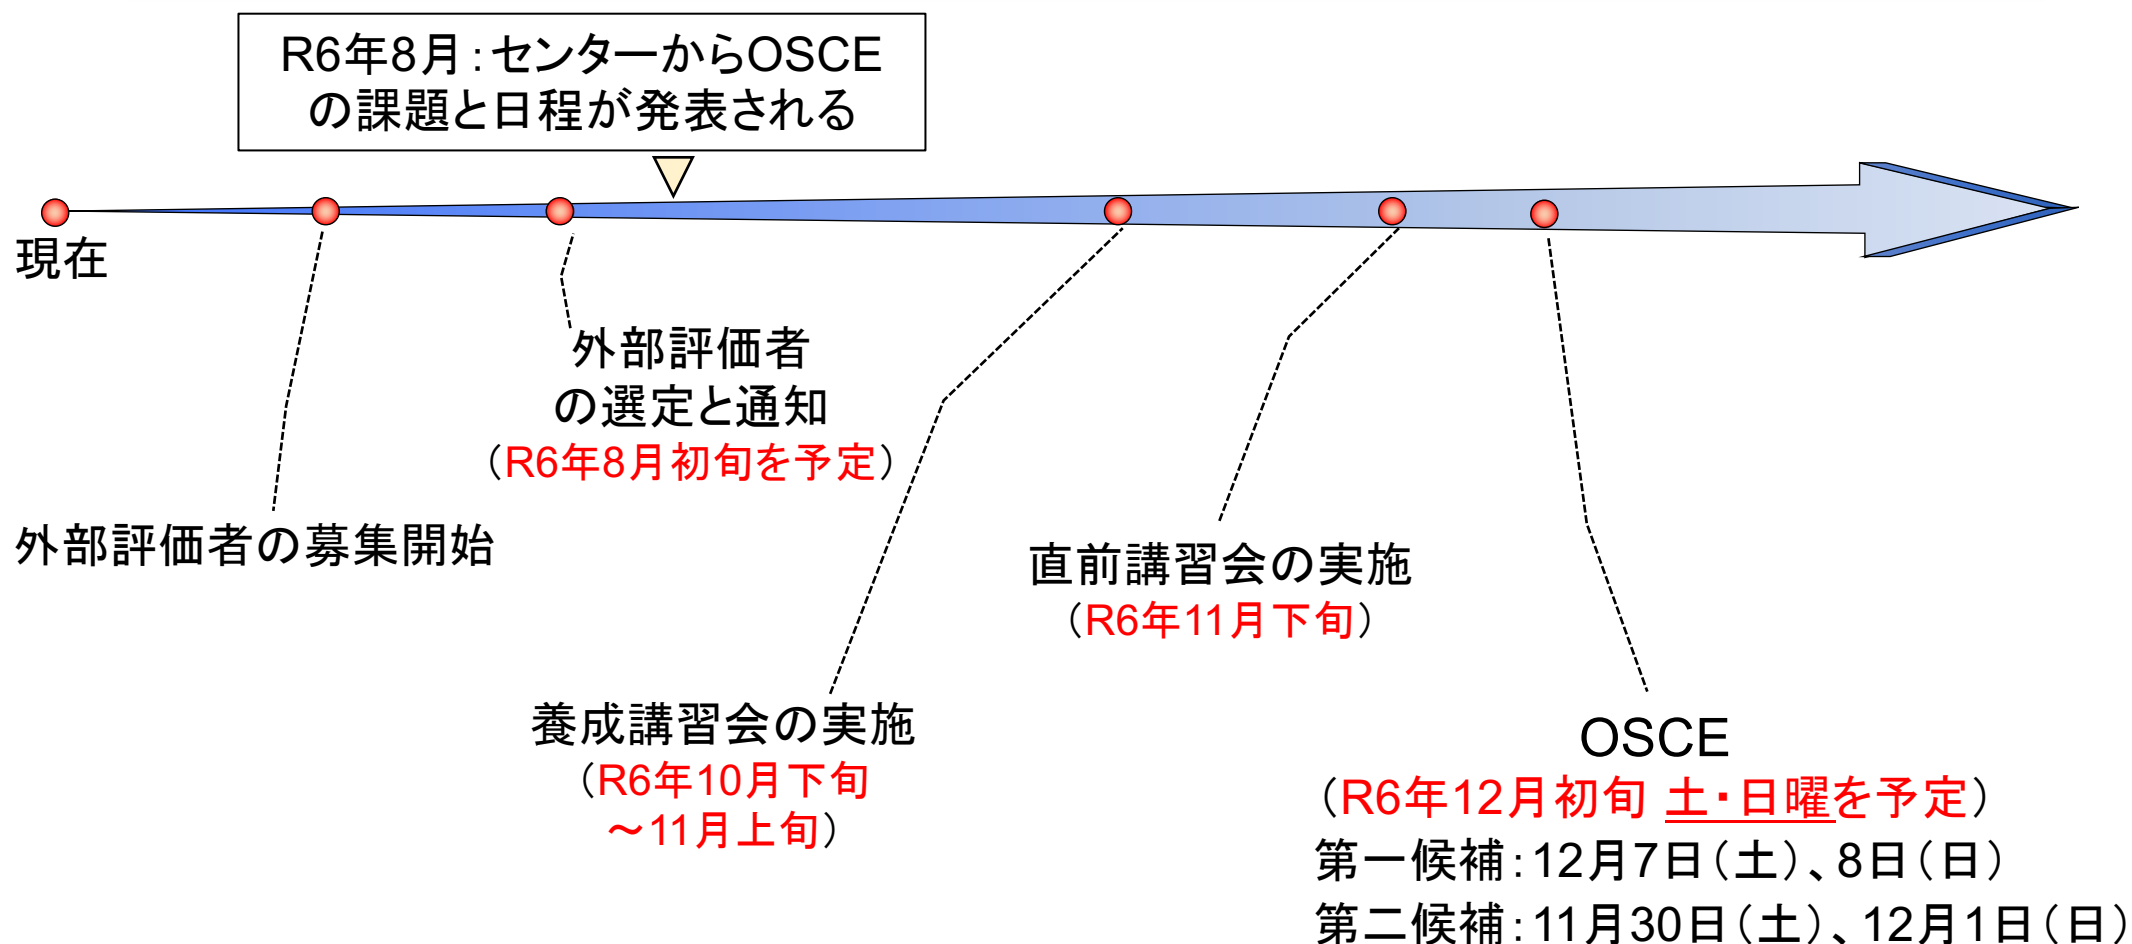 R6年8月：センターからOSCE
の課題と日程が発表される
現在
外部評価者の募集開始
外部評価者
の選定と通知
（R6年8月初旬を予定）
養成講習会の実施
（R6年10月下旬
～11月上旬）
直前講習会の実施
（R6年11月下旬）
OSCE
（R6年12月初旬 土・日曜を予定）
第一候補：12月7日（土）、8日（日）
第二候補：11月30日（土）、12月1日（日）